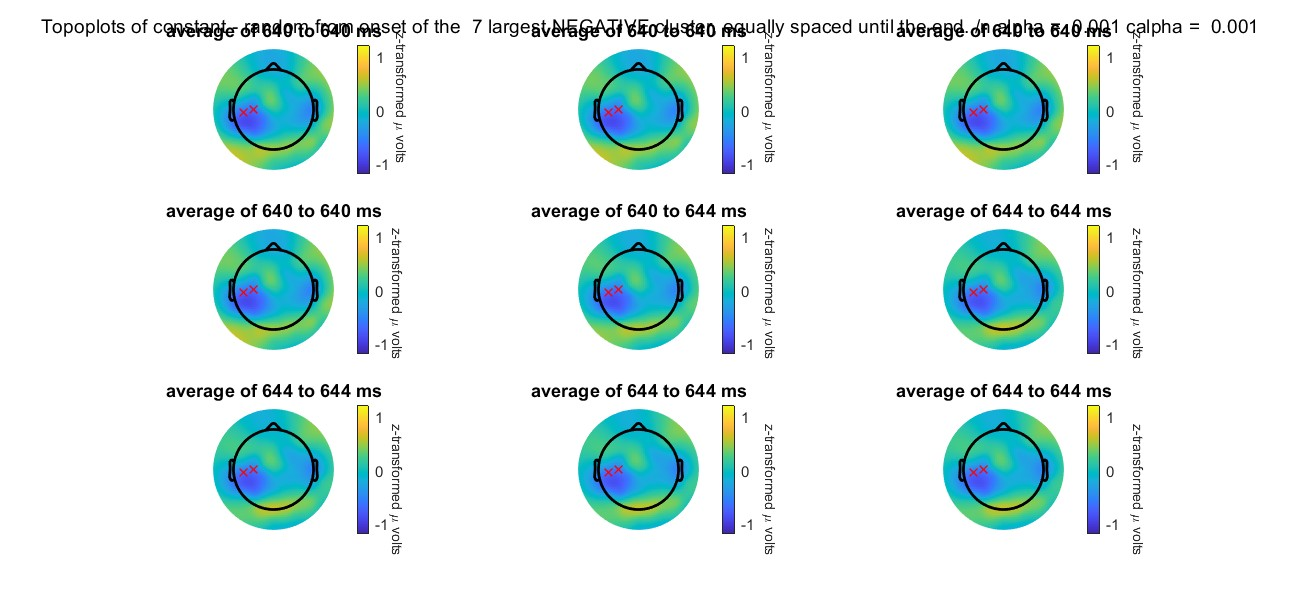 Topoplots of constant - random from onset of the 7 largest NEGATIVE cluster, equally spaced until the end. /n alpha = 0.001 calpha = 0.001
average of 640 to 640 ms
average of 640 to 640 ms
average of 640 to 640 ms
1
0
-1
z-transformed μ volts
1
0
-1
z-transformed μ volts
1
0
-1
z-transformed μ volts
average of 640 to 640 ms
average of 640 to 644 ms
average of 644 to 644 ms
1
0
-1
z-transformed μ volts
1
0
-1
z-transformed μ volts
1
0
-1
z-transformed μ volts
average of 644 to 644 ms
average of 644 to 644 ms
average of 644 to 644 ms
1
0
-1
z-transformed μ volts
1
0
-1
z-transformed μ volts
1
0
-1
z-transformed μ volts